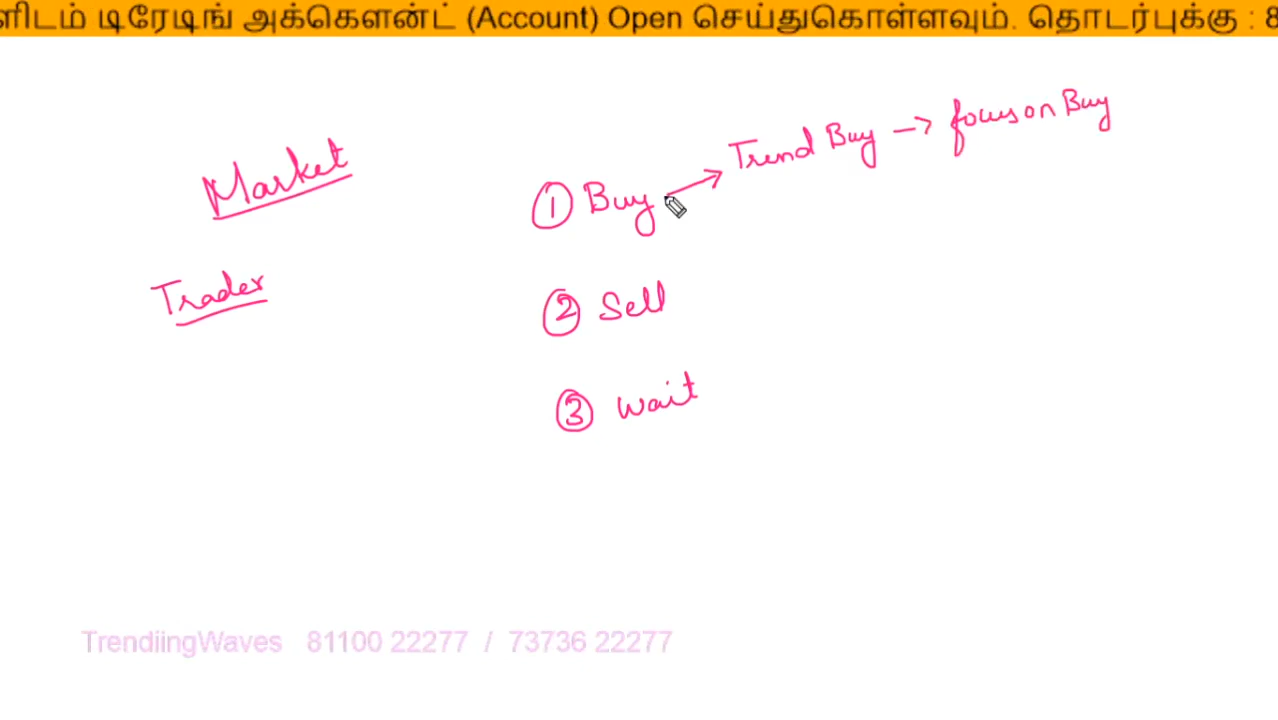 ளிடம் டிரேடிங் அக்கௌண்ட் (Account) Open செய்துகொள்ளவும். தொடர்புக்கு : 8
Market
① Buy → Trend Buy → focus on Buy
Trader
② Sell
③ wait
TrendiingWaves 81100 22277 / 73736 22277